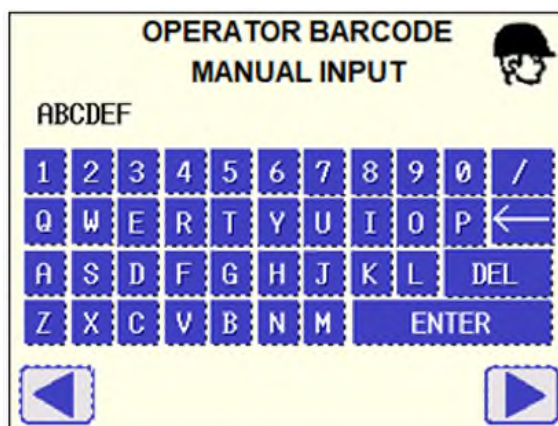 OPERATOR BARCODE
MANUAL INPUT
ABCDEF
1 2 3 4 5 6 7 8 9 0 /
Q W E R T Y U I O P ←
A S D F G H J K L DEL
Z X C V B N M ENTER